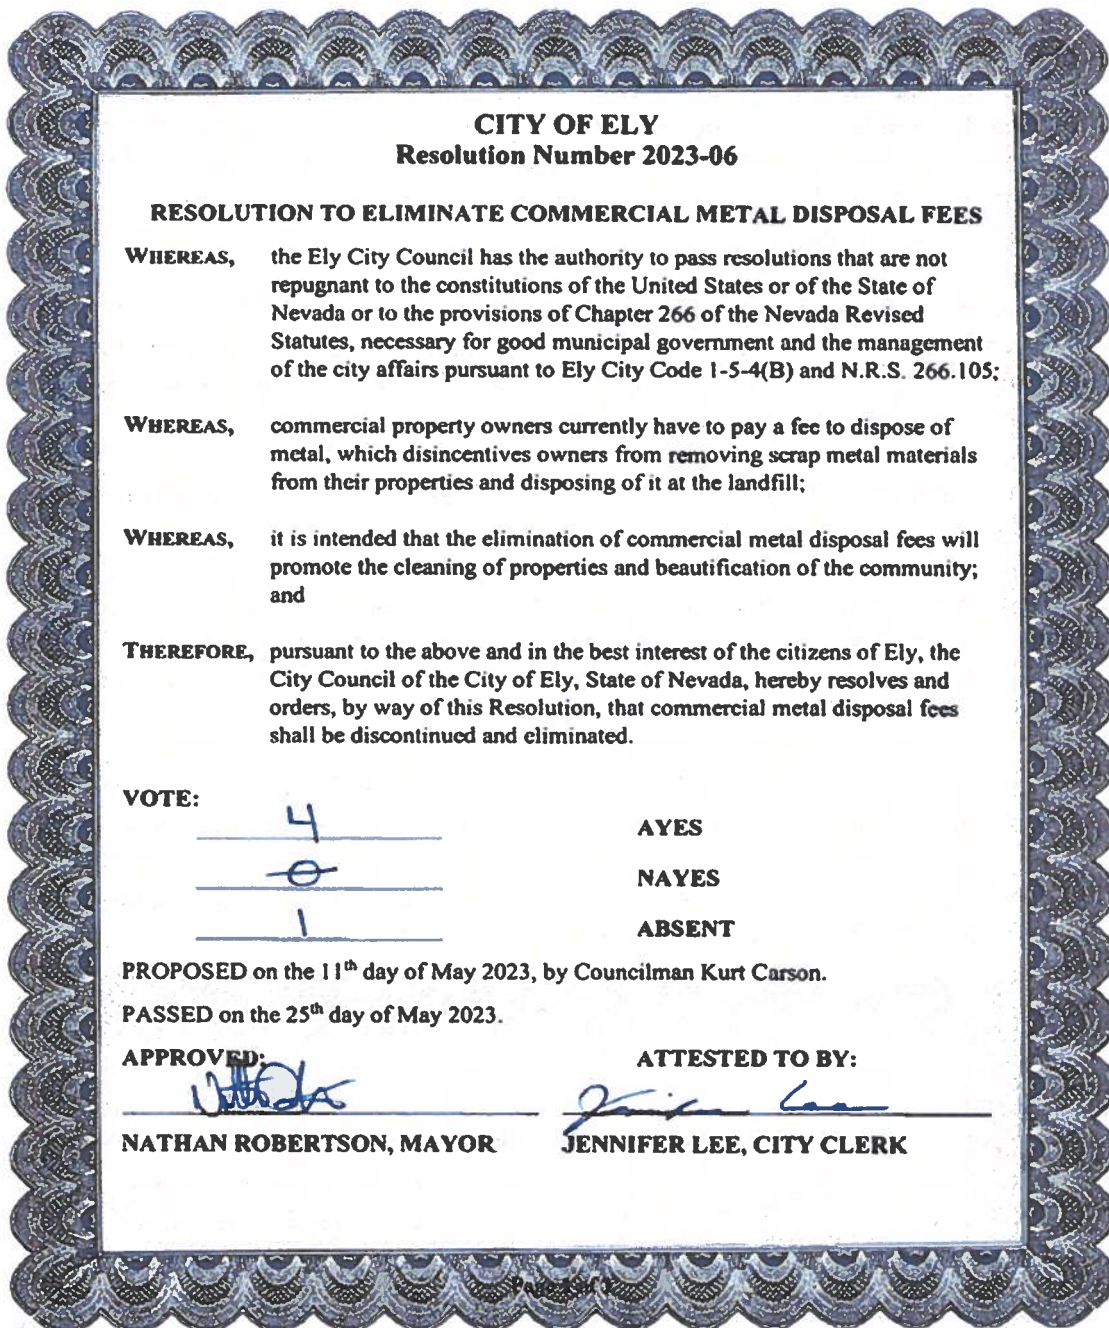 CITY OF ELY
Resolution Number 2023-06
RESOLUTION TO ELIMINATE COMMERCIAL METAL DISPOSAL FEES
WHEREAS, the Ely City Council has the authority to pass resolutions that are not
repugnant to the constitutions of the United States or of the State of
Nevada or to the provisions of Chapter 266 of the Nevada Revised
Statutes, necessary for good municipal government and the management
of the city affairs pursuant to Ely City Code 1-5-4(B) and N.R.S. 266.105;
WHEREAS, commercial property owners currently have to pay a fee to dispose of
metal, which disincentives owners from removing scrap metal materials
from their properties and disposing of it at the landfill;
WHEREAS, it is intended that the elimination of commercial metal disposal fees will
promote the cleaning of properties and beautification of the community;
and
THEREFORE, pursuant to the above and in the best interest of the citizens of Ely, the
City Council of the City of Ely, State of Nevada, hereby resolves and
orders, by way of this Resolution, that commercial metal disposal fees
shall be discontinued and eliminated.
VOTE:
4 AYES
0 NAYES
1 ABSENT
PROPOSED on the 11th day of May 2023, by Councilman Kurt Carson.
PASSED on the 25th day of May 2023.
APPROVED: ATTESTED TO BY:
NATHAN ROBERTSON, MAYOR JENNIFER LEE, CITY CLERK